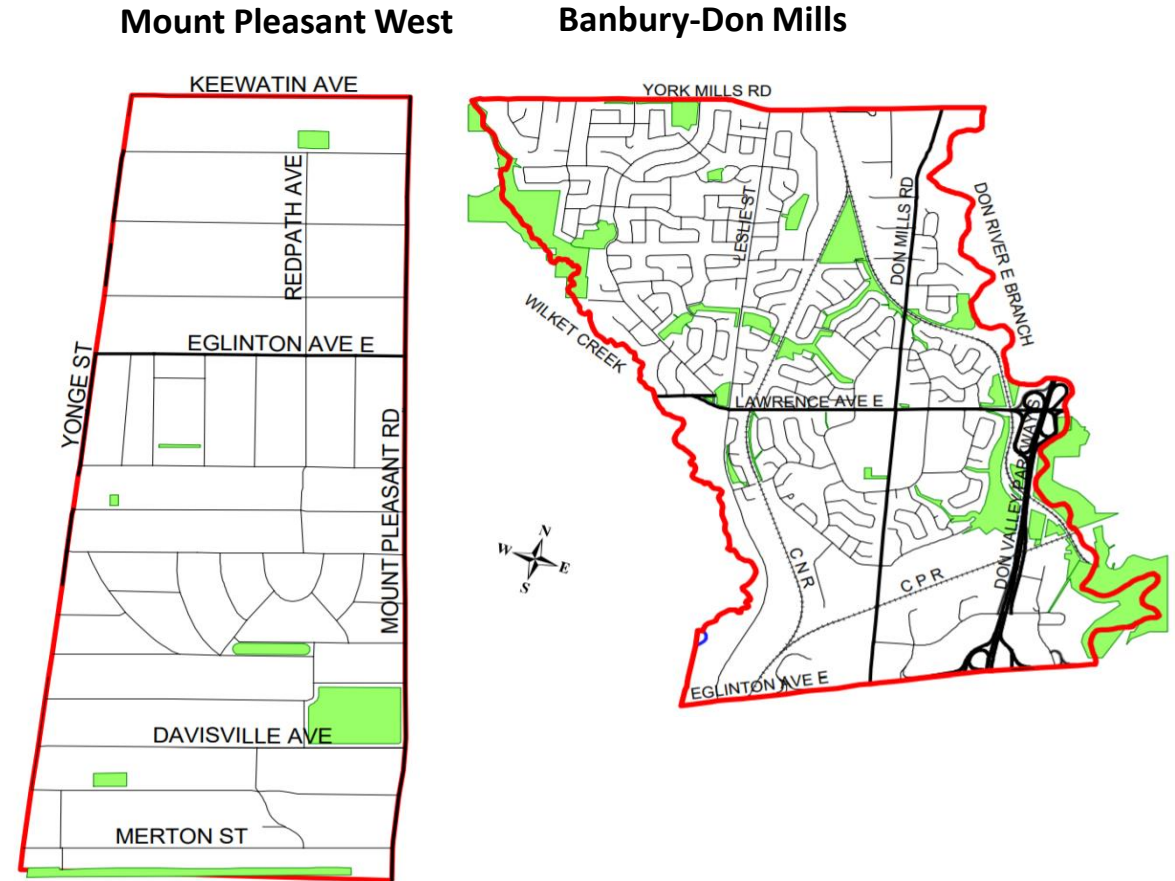 Mount Pleasant West
Banbury-Don Mills
KEEWATIN AVE
REDPATH AVE
EGLINTON AVE E
YONGE ST
MOUNT PLEASANT RD
DAVISVILLE AVE
MERTON ST
YORK MILLS RD
LESLIE ST
DON MILLS RD
DON RIVER E BRANCH
WILKET CREEK
LAWRENCE AVE E
DON VALLEY PARKWAY S
C N R
C P R
EGLINTON AVE E
N
W
E
S